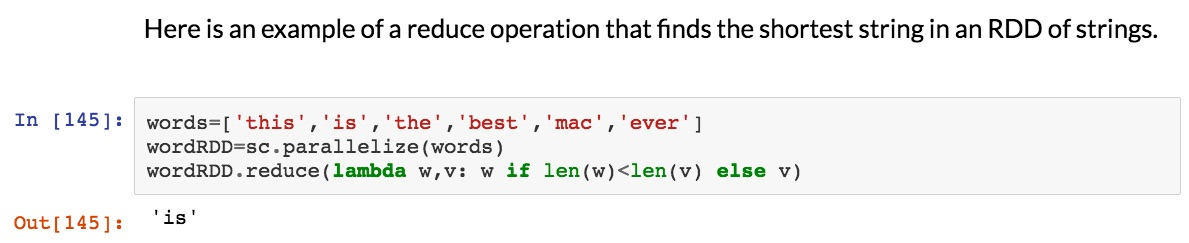 Here is an example of a reduce operation that finds the shortest string in an RDD of strings.
In [145]: words=['this','is','the','best','mac','ever']
wordRDD=sc.parallelize(words)
wordRDD.reduce(lambda w,v: w if len(w)<len(v) else v)
Out[145]: 'is'